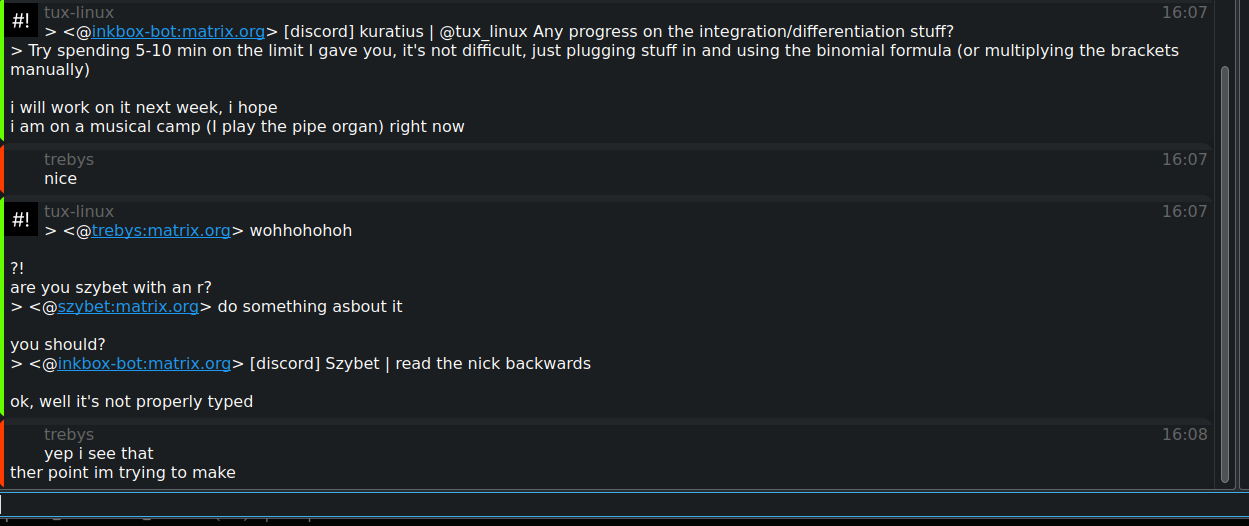 tux-linux
16:07
#!
> <@inkbox-bot:matrix.org> [discord] kuratius | @tux_linux Any progress on the integration/differentiation stuff?
> Try spending 5-10 min on the limit I gave you, it's not difficult, just plugging stuff in and using the binomial formula (or multiplying the brackets
manually)
i will work on it next week, i hope
i am on a musical camp (I play the pipe organ) right now
trebys
16:07
nice
tux-linux
16:07
#!
> <@trebys:matrix.org> wohhohohoh
?!
are you szybet with an r?
> <@szybet:matrix.org> do something asbout it
you should?
> <@inkbox-bot:matrix.org> [discord] Szybet | read the nick backwards
ok, well it's not properly typed
trebys
16:08
yep i see that
ther point im trying to make